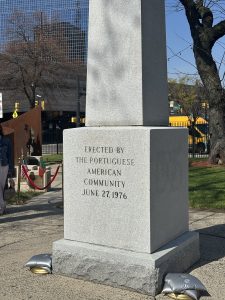 ERECTED BY
THE PORTUGUESE
AMERICAN
COMMUNITY
JUNE 27, 1976